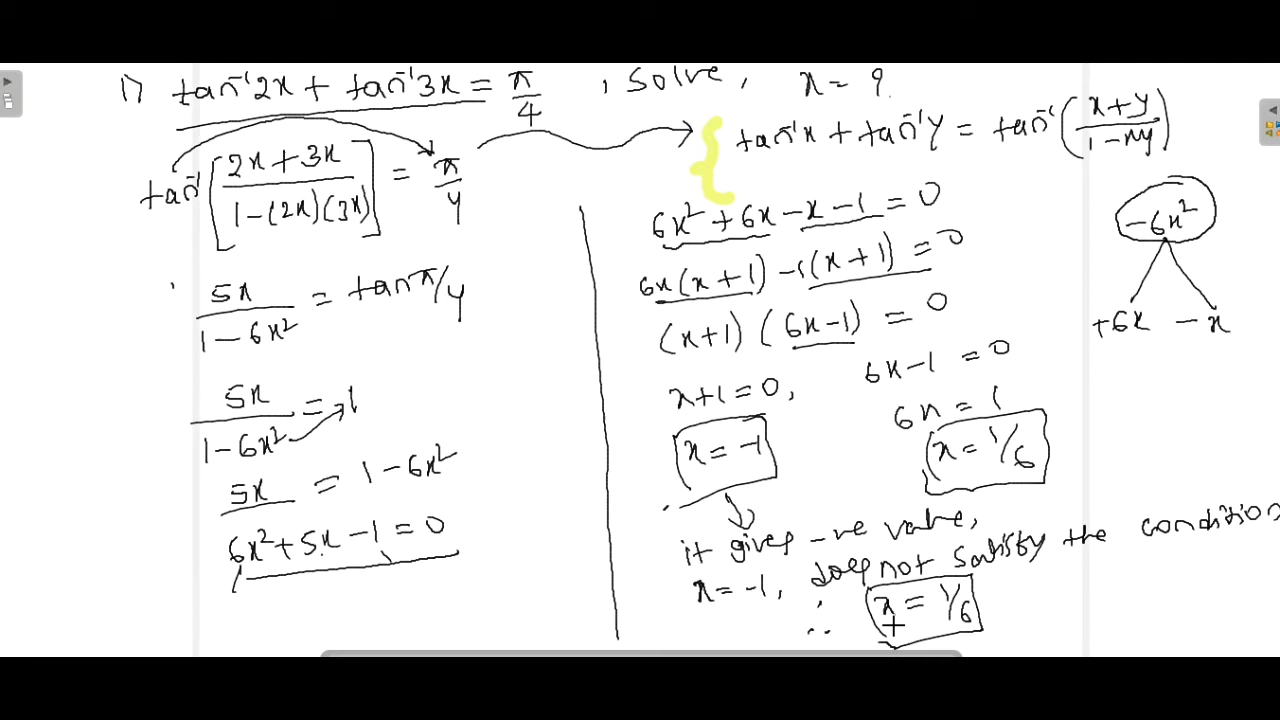 1) tan⁻¹2x + tan⁻¹3x = π/4 , Solve, x = ?
tan⁻¹x + tan⁻¹y = tan⁻¹(x+y/1-xy)
tan⁻¹[2x+3x/1-(2x)(3x)] = π/4
5x/1-6x² = tan π/4
5x/1-6x² = 1
5x = 1-6x²
6x²+5x-1=0
6x²+6x-x-1=0
6x(x+1)-1(x+1)=0
(x+1)(6x-1)=0
x+1=0, 6x-1=0
6x=1
x=-1 x=1/6
it gives -ve value,
x=-1, does not satisfy the condition
∴ x=1/6
-6x²
+6x -x